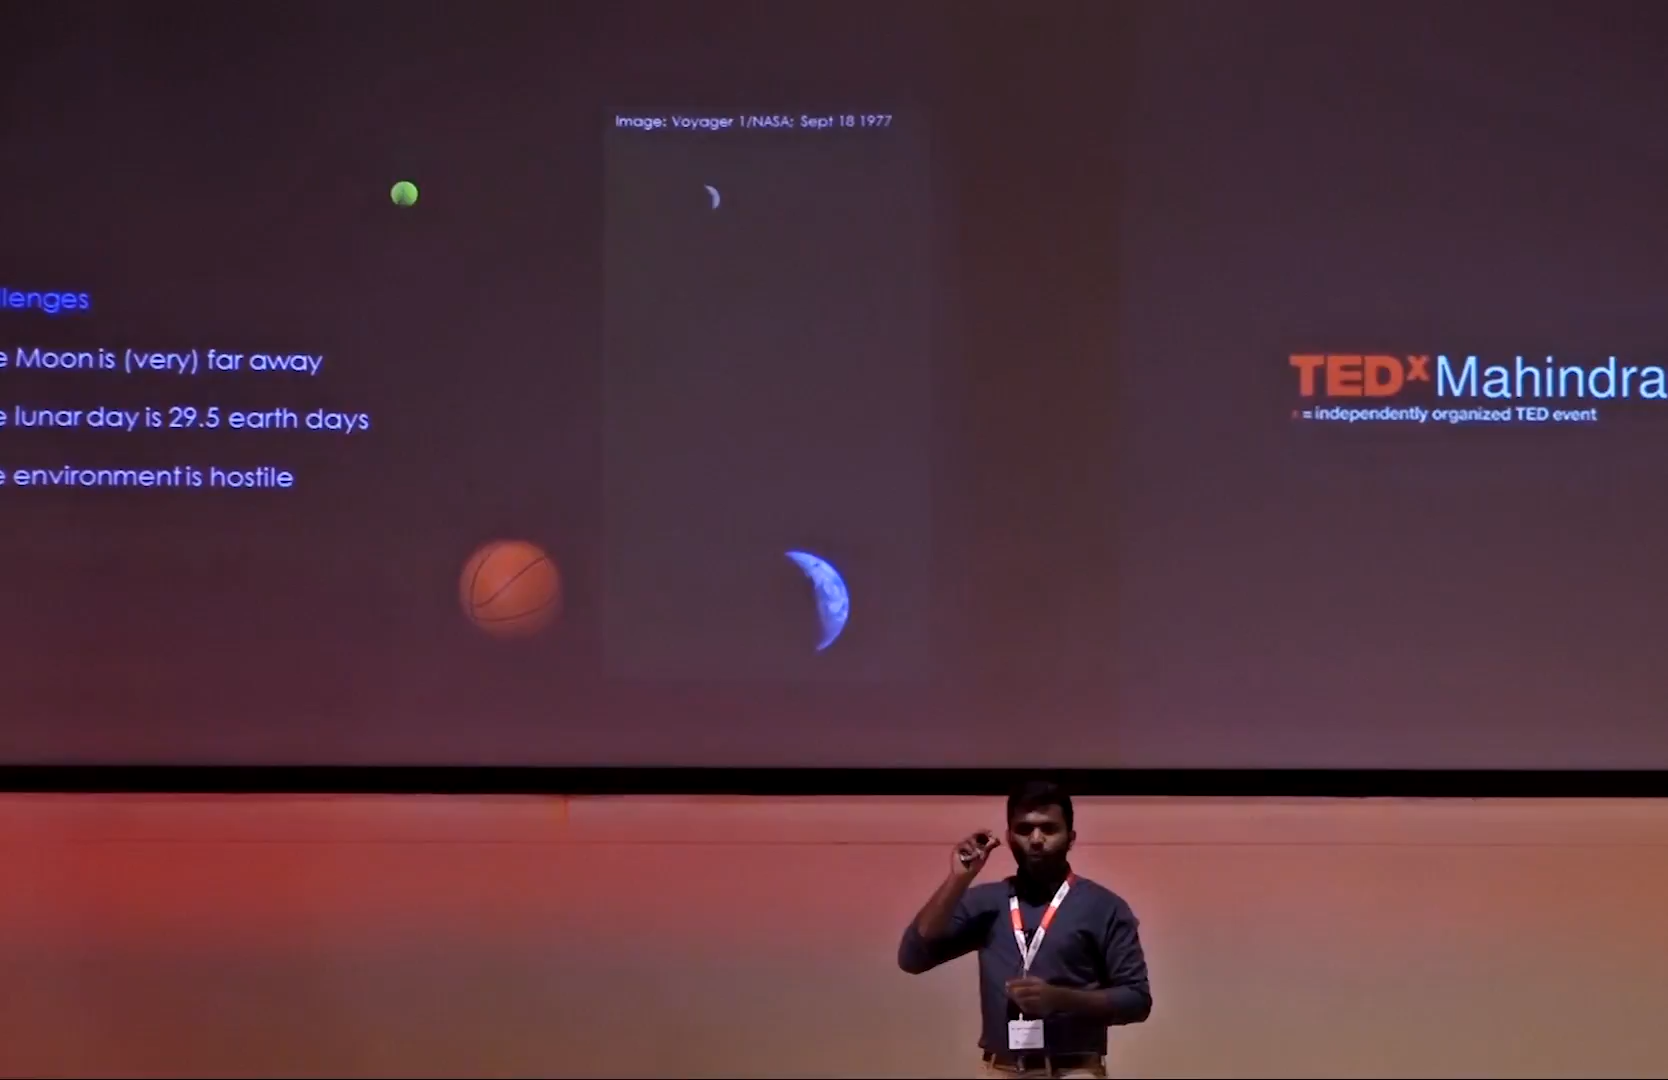 Image: Voyager 1/NASA; Sept 18 1977
llenges
e Moon is (very) far away
e lunar day is 29.5 earth days
e environment is hostile
TEDx Mahindra
x = independently organized TED event